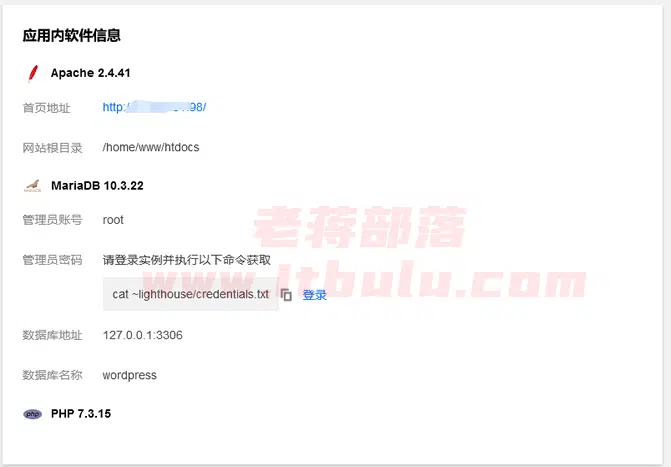 应用内软件信息
Apache 2.4.41
首页地址 http:/ 98/
网站根目录 /home/www/htdocs
MariaDB 10.3.22
管理员账号 root
老蒋部落
管理员密码 请登录实例并执行以下命令获取
www.itbulu.com
cat ~lighthouse/credentials.txt 登录
数据库地址 127.0.0.1:3306
数据库名称 wordpress
php PHP 7.3.15